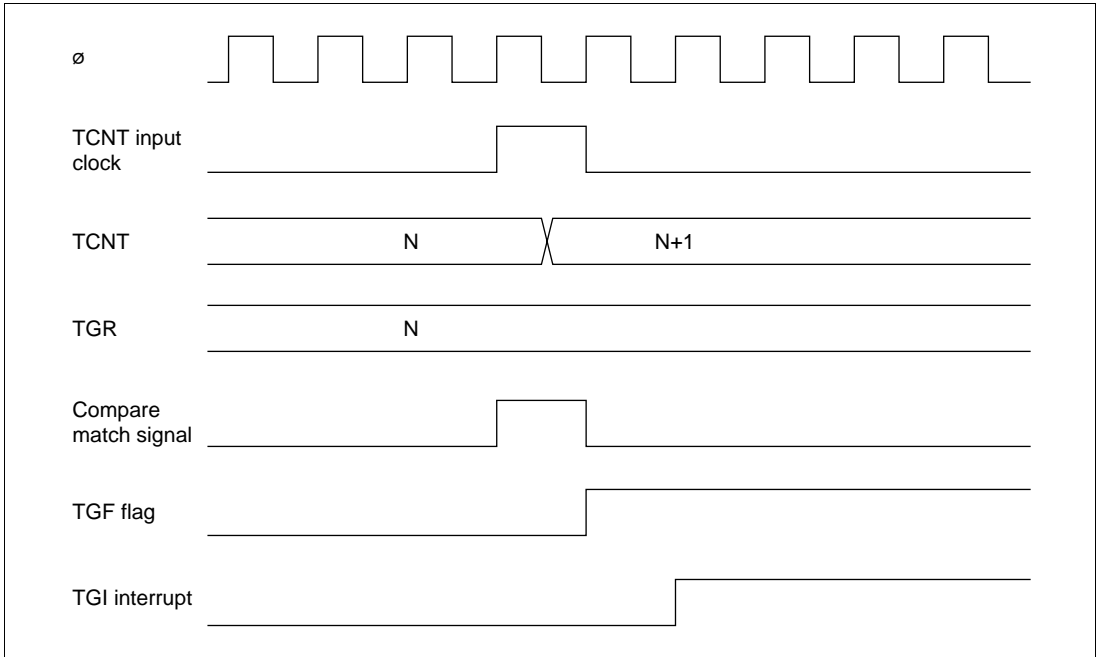 ø
TCNT input
clock
TCNT
N
N+1
TGR
N
Compare
match signal
TGF flag
TGI interrupt